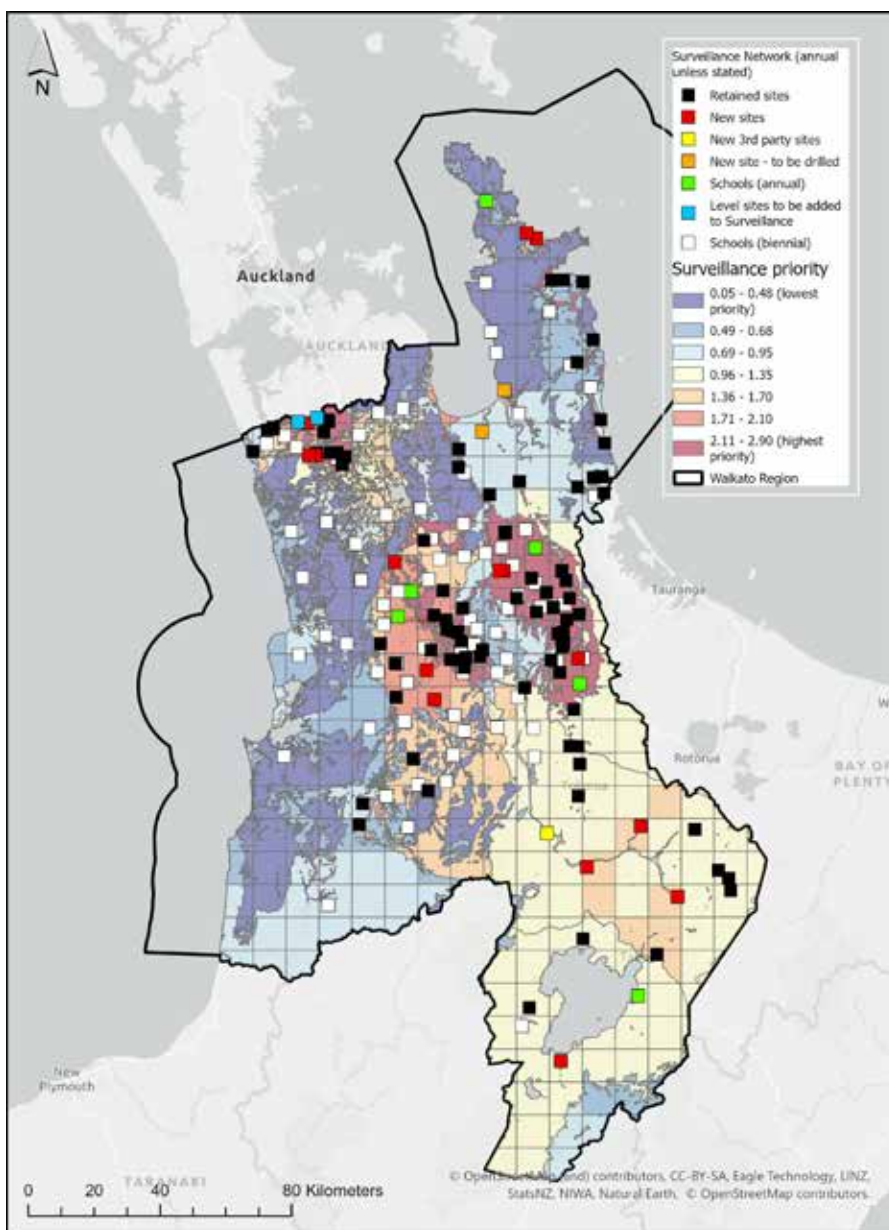 N
Surveillance Network (annual
unless stated)
Retained sites
New sites
New 3rd party sites
New site - to be drilled
Schools (annual)
Level sites to be added
to Surveillance
Schools (biennial)
Surveillance priority
0.05 - 0.48 (lowest
priority)
0.49 - 0.68
0.69 - 0.95
0.96 - 1.35
1.36 - 1.70
1.71 - 2.10
2.11 - 2.90 (highest
priority)
Waikato Region
Auckland
AUCKLAND
Tauranga
Rotorua
BAY OF
PLENTY
New
Plymouth
TARANAKI
© OpenStreetMap contributors, CC-BY-SA, Eagle Technology, LINZ,
StatsNZ, NIWA, Natural Earth, © OpenStreetMap contributors.
0 20 40 80 Kilometers